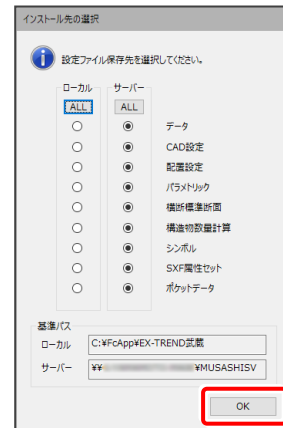 インストール先の選択
設定ファイル保存先を選択してください。
ローカル サーバー
ALL ALL
データ
CAD設定
配置設定
パラメトリック
横断標準断面
構造物数量計算
シンボル
SXF属性セット
ポケットデータ
基準パス
ローカル C:¥FcApp¥EX-TREND武蔵
サーバー ¥¥ ¥MUSASHISV
OK